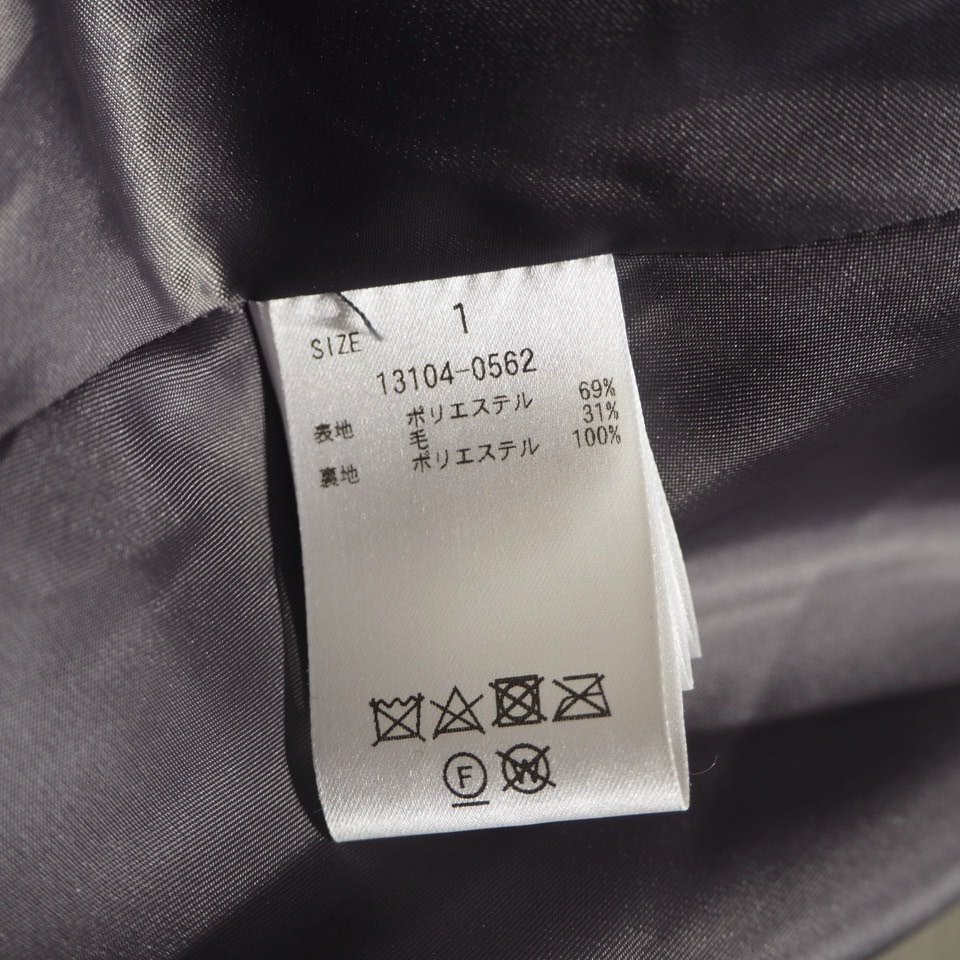 SIZE 1
13104-0562
表地 ポリエステル 69%
毛 31%
裏地 ポリエステル 100%
F W